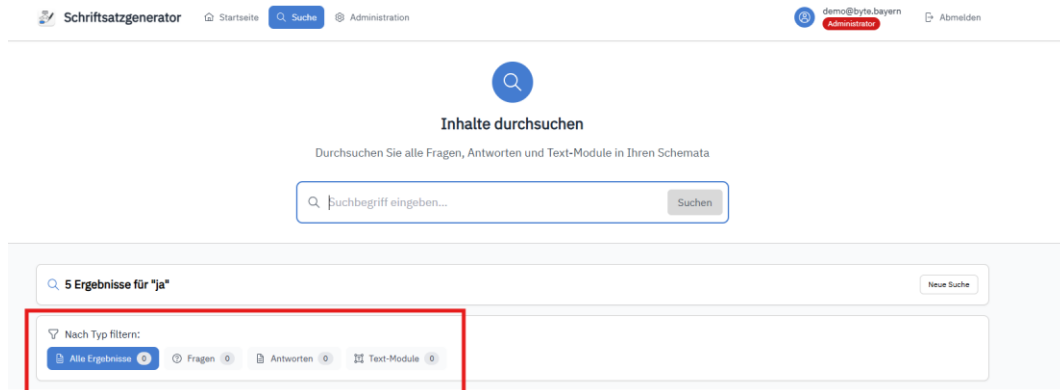 Schriftsatzgenerator Startseite Suche Administration demo@byte.bayern Abmelden
Administrator
Inhalte durchsuchen
Durchsuchen Sie alle Fragen, Antworten und Text-Module in Ihren Schemata
Suchbegriff eingeben... Suchen
5 Ergebnisse für "ja" Neue Suche
Nach Typ filtern:
Alle Ergebnisse 0 Fragen 0 Antworten 0 Text-Module 0